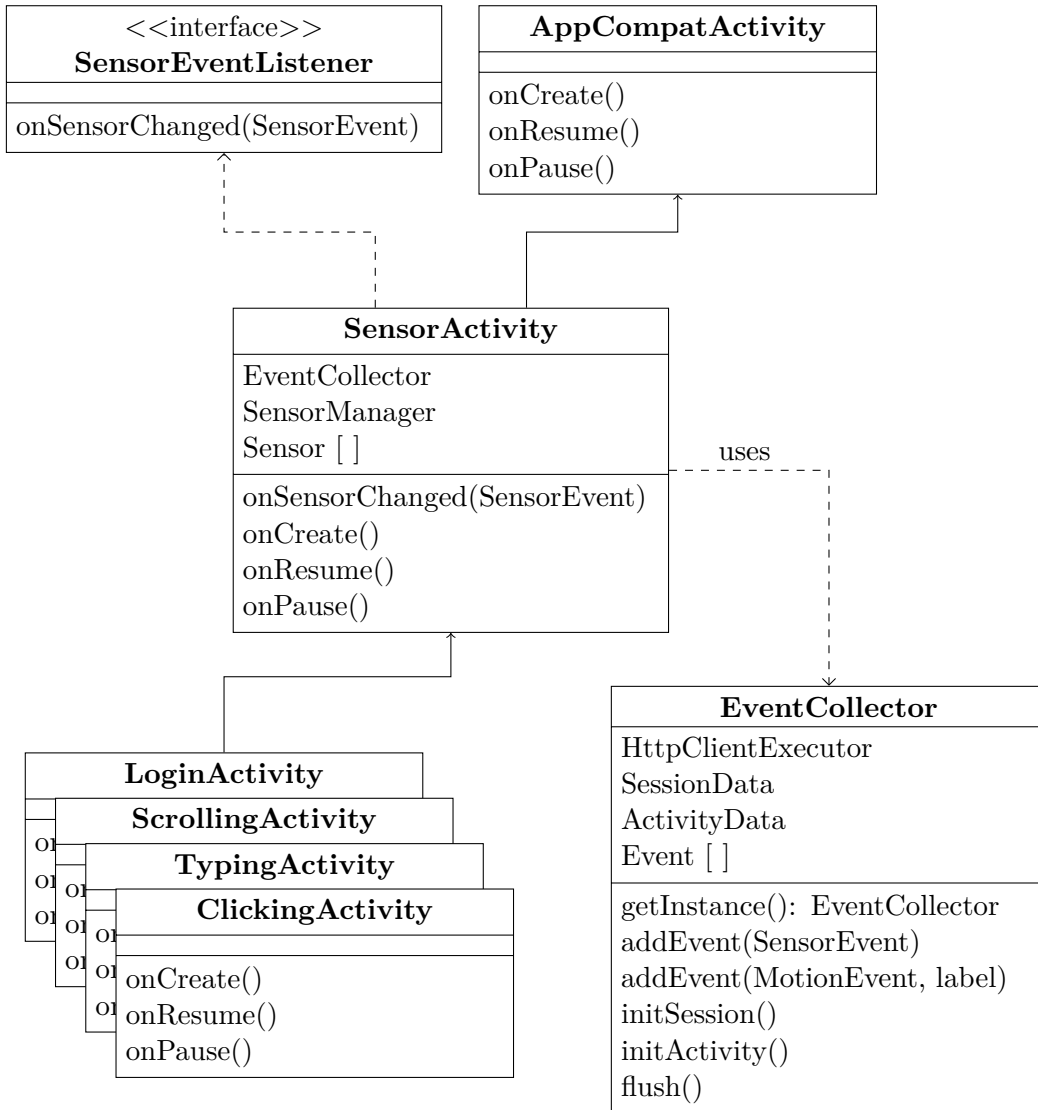 <<interface>>
SensorEventListener
onSensorChanged(SensorEvent)
AppCompatActivity
onCreate()
onResume()
onPause()
SensorActivity
EventCollector
SensorManager
Sensor [ ]
onSensorChanged(SensorEvent)
onCreate()
onResume()
onPause()
uses
LoginActivity
ScrollingActivity
TypingActivity
ClickingActivity
onCreate()
onResume()
onPause()
EventCollector
HttpClientExecutor
SessionData
ActivityData
Event [ ]
getInstance(): EventCollector
addEvent(SensorEvent)
addEvent(MotionEvent, label)
initSession()
initActivity()
flush()